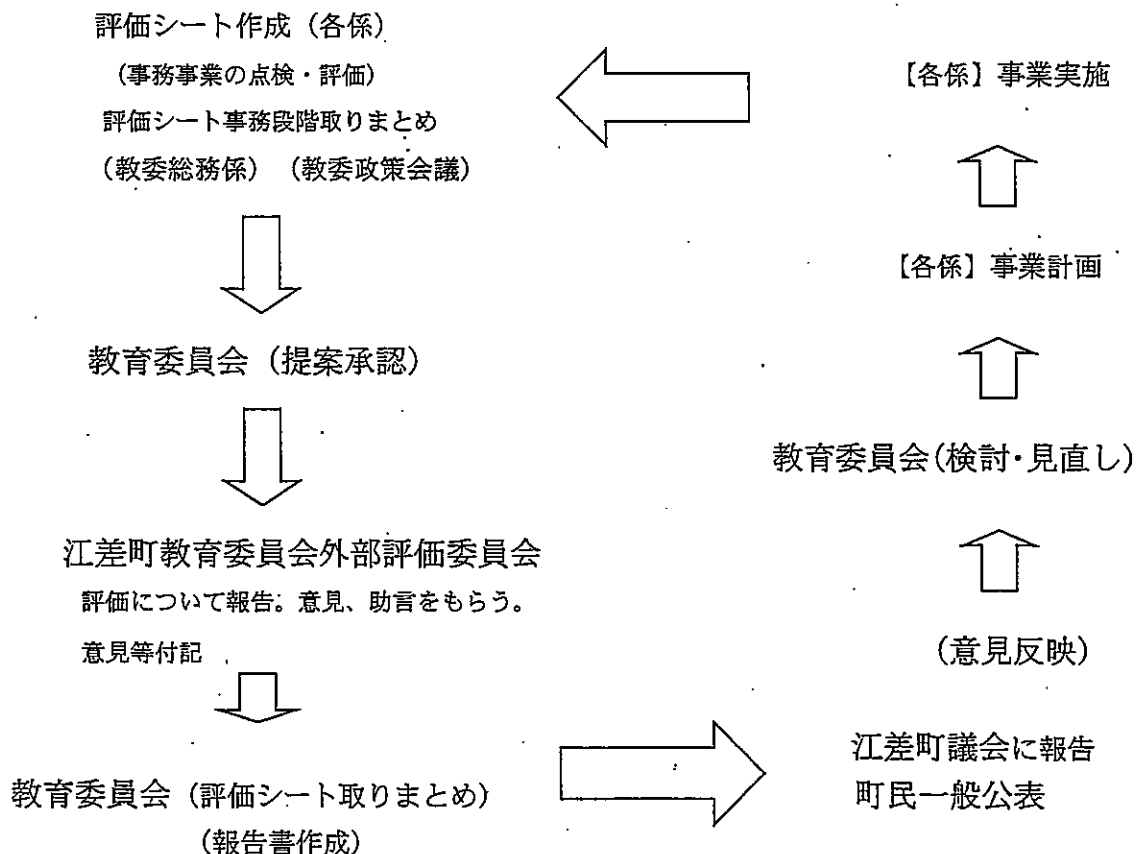 評価シート作成（各係）
（事務事業の点検・評価）
評価シート事務段階取りまとめ
（教委総務係）（教委政策会議）
教育委員会（提案承認）
江差町教育委員会外部評価委員会
評価について報告。意見、助言をもらう。
意見等付記
教育委員会（評価シート取りまとめ）
（報告書作成）
江差町議会に報告
町民一般公表
（意見反映）
教育委員会（検討・見直し）
【各係】事業計画
【各係】事業実施